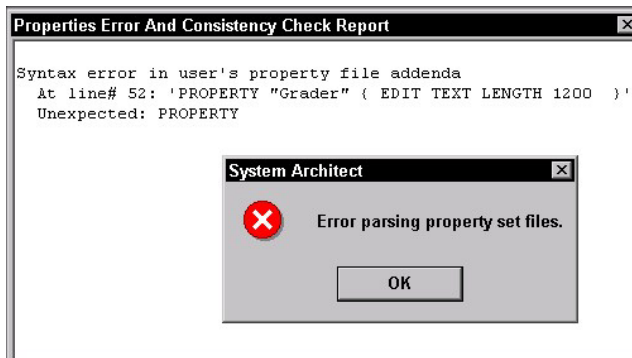 Properties Error And Consistency Check Report
Syntax error in user's property file addenda
At line# 52: 'PROPERTY "Grader" { EDIT TEXT LENGTH 1200  }'
Unexpected: PROPERTY
System Architect
Error parsing property set files.
OK